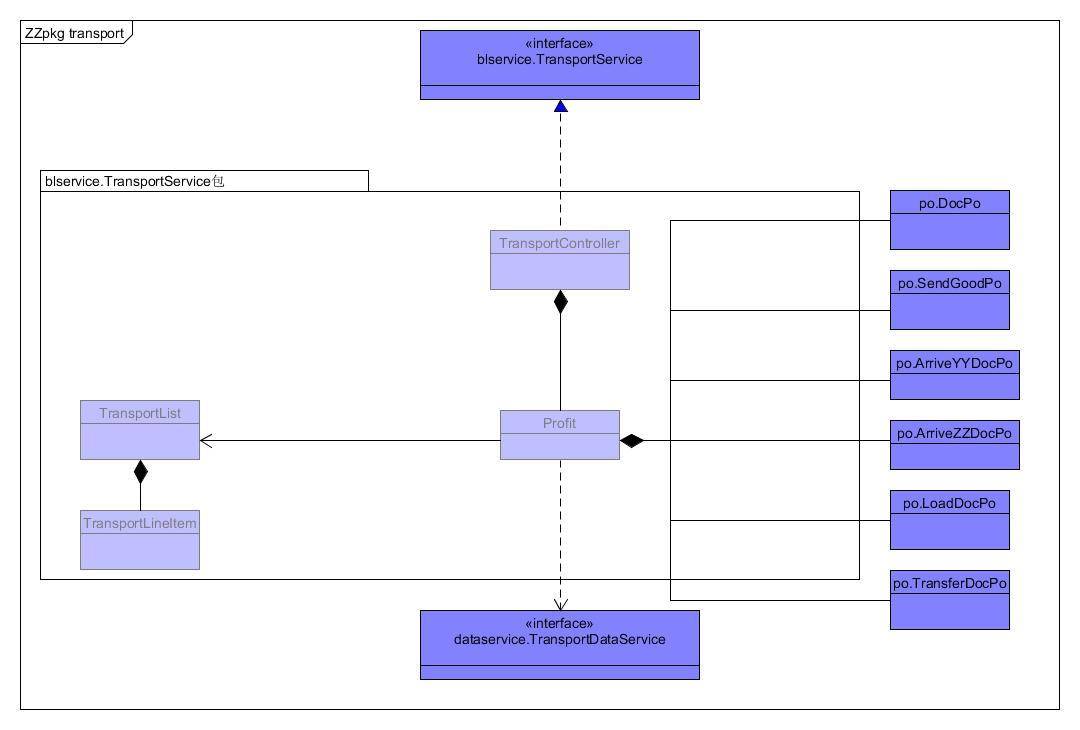 ZZpkg transport
«interface»
blservice.TransportService
blservice.TransportService包
po.DocPo
TransportController
po.SendGoodPo
po.ArriveYYDocPo
TransportList
Profit
po.ArriveZZDocPo
po.LoadDocPo
TransportLineItem
po.TransferDocPo
«interface»
dataservice.TransportDataService